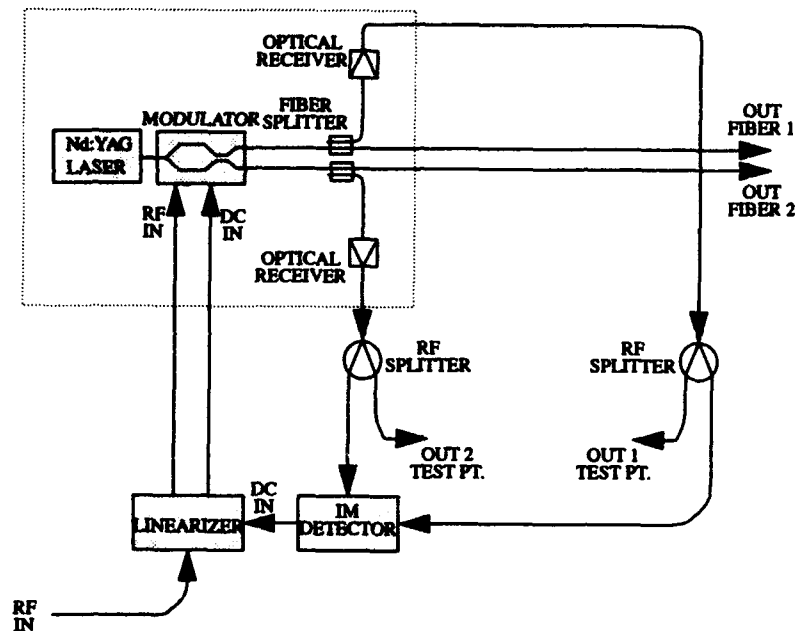 OPTICAL
RECEIVER
FIBER
SPLITTER
MODULATOR
Nd:YAG
LASER
OUT
FIBER 1
OUT
FIBER 2
RF
IN
DC
IN
OPTICAL
RECEIVER
RF
SPLITTER
RF
SPLITTER
OUT 2
TEST PT.
OUT 1
TEST PT.
DC
IN
LINEARIZER
IM
DETECTOR
RF
IN